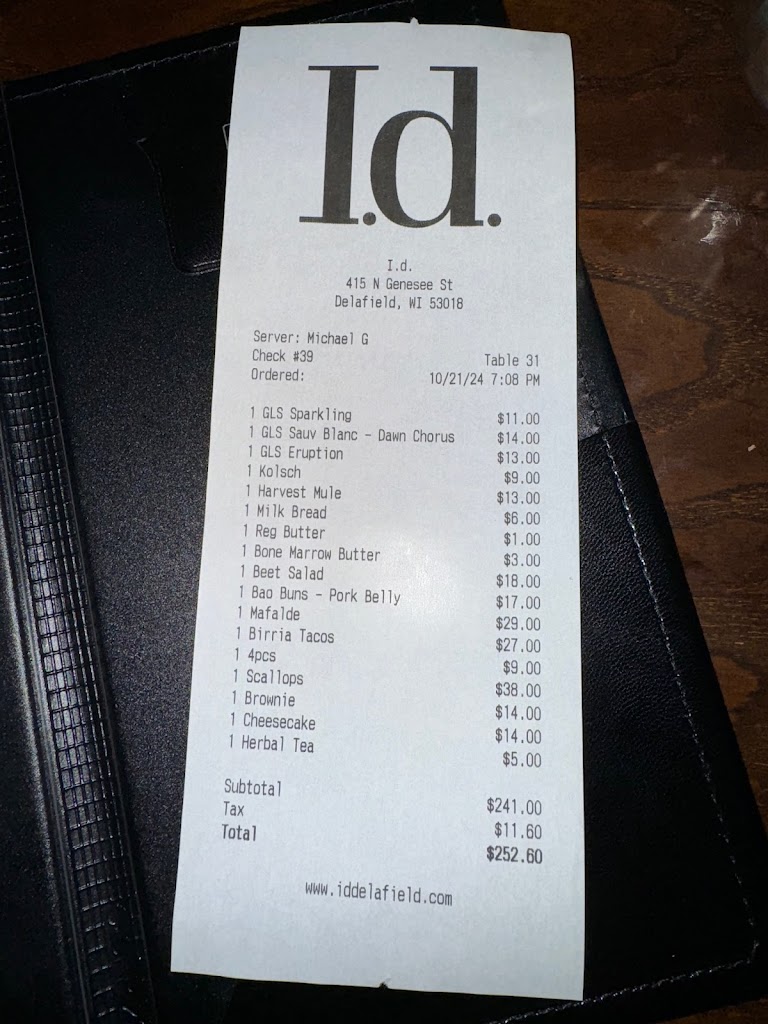 I.d.
I.d.
415 N Genesee St
Delafield, WI 53018
Server: Michael G
Check #39 Table 31
Ordered: 10/21/24 7:08 PM
1 GLS Sparkling $11.00
1 GLS Sauv Blanc - Dawn Chorus $14.00
1 GLS Eruption $13.00
1 Kolsch $9.00
1 Harvest Mule $13.00
1 Milk Bread $6.00
1 Reg Butter $1.00
1 Bone Marrow Butter $3.00
1 Beet Salad $18.00
1 Bao Buns - Pork Belly $17.00
1 Mafalde $29.00
1 Birria Tacos $27.00
1 4pcs $9.00
1 Scallops $38.00
1 Brownie $14.00
1 Cheesecake $14.00
1 Herbal Tea $5.00
Subtotal $241.00
Tax $11.60
Total $252.60
www.iddelafield.com